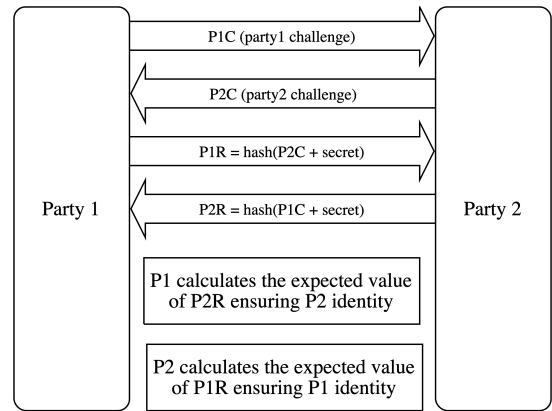 P1C (party1 challenge)
P2C (party2 challenge)
P1R = hash(P2C + secret)
Party 1
P2R = hash(P1C + secret)
Party 2
P1 calculates the expected value
of P2R ensuring P2 identity
P2 calculates the expected value
of P1R ensuring P1 identity